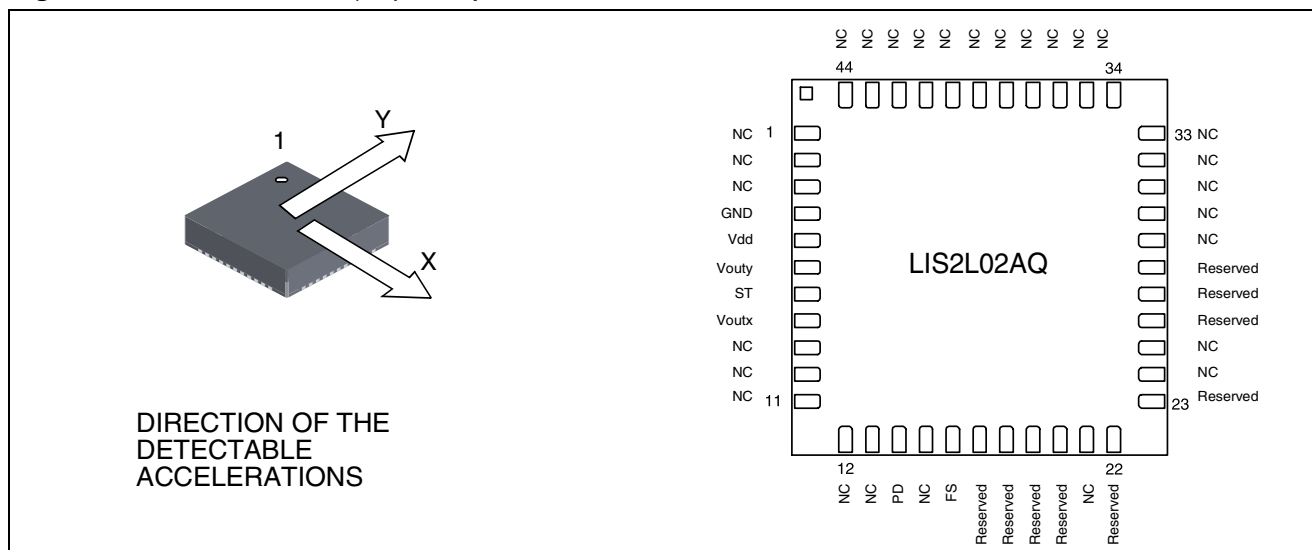 1
Y
X
DIRECTION OF THE
DETECTABLE
ACCELERATIONS
NC NC NC NC NC NC NC NC NC NC NC
44 34
NC 1
NC
NC
GND
Vdd
Vouty
ST
Voutx
NC
NC
NC 11
LIS2L02AQ
33 NC
NC
NC
NC
NC
Reserved
Reserved
Reserved
NC
NC
23 Reserved
12 22
NC NC PD NC FS Reserved Reserved Reserved Reserved NC Reserved